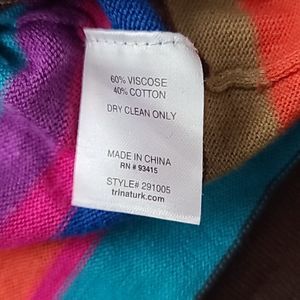 60% VISCOSE
40% COTTON
DRY CLEAN ONLY
MADE IN CHINA
RN # 93415
STYLE# 291005
trinaturk.com